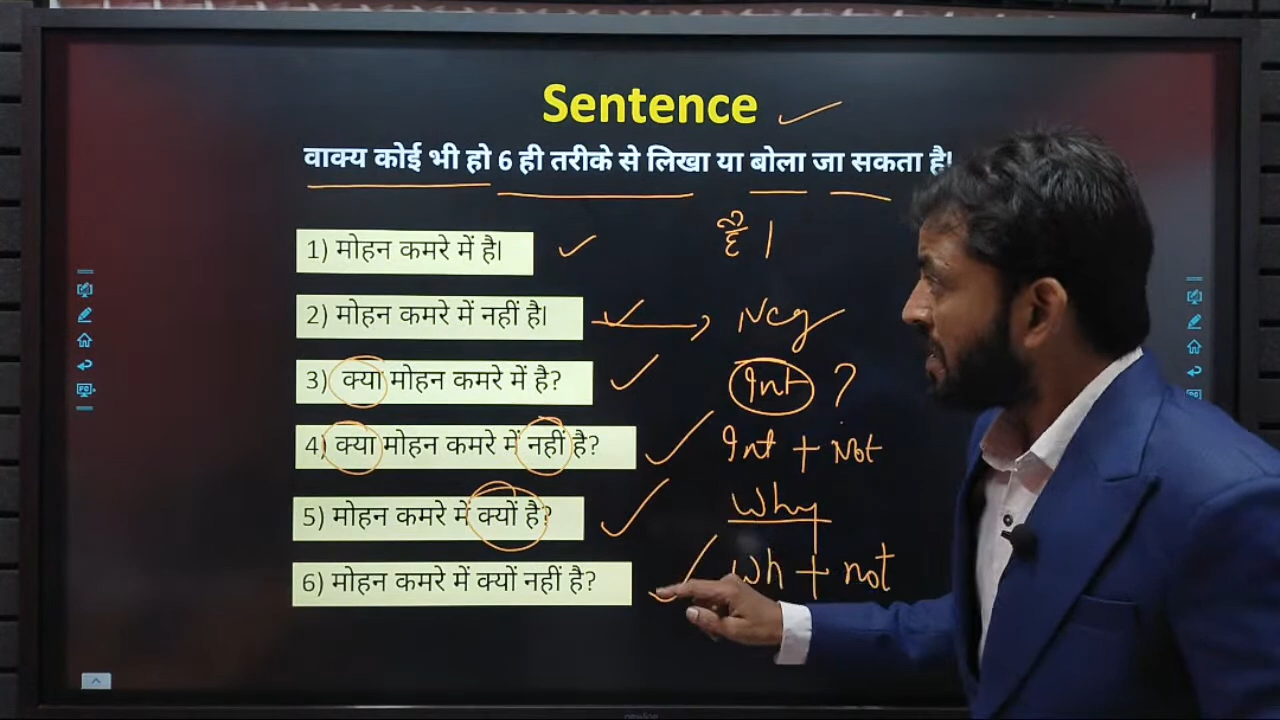 Sentence
वाक्य कोई भी हो 6 ही तरीके से लिखा या बोला जा सकता है।
1) मोहन कमरे में है। है।
2) मोहन कमरे में नहीं है। Neg
3) क्या मोहन कमरे में है? Int ?
4) क्या मोहन कमरे में नहीं है? Int + Not
5) मोहन कमरे में क्यों है? Why
6) मोहन कमरे में क्यों नहीं है? Wh + not
newline